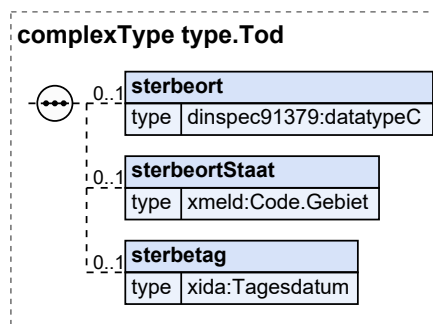 complexType type.Tod
0..1 sterbeort
type dinspec91379:datatypeC
0..1 sterbeortStaat
type xmeld:Code.Gebiet
0..1 sterbetag
type xida:Tagesdatum